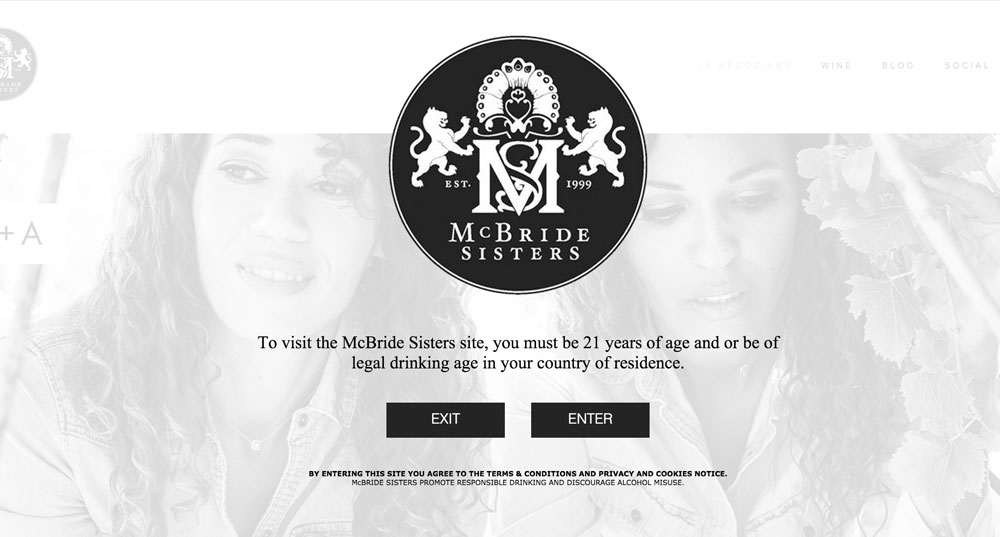 LE NEGOCIANT
WINE
BLOG
SOCIAL
EST.
1999
McBRIDE
SISTERS
+ A
To visit the McBride Sisters site, you must be 21 years of age and or be of
legal drinking age in your country of residence.
EXIT
ENTER
BY ENTERING THIS SITE YOU AGREE TO THE TERMS & CONDITIONS AND PRIVACY AND COOKIES NOTICE.
McBRIDE SISTERS PROMOTE RESPONSIBLE DRINKING AND DISCOURAGE ALCOHOL MISUSE.